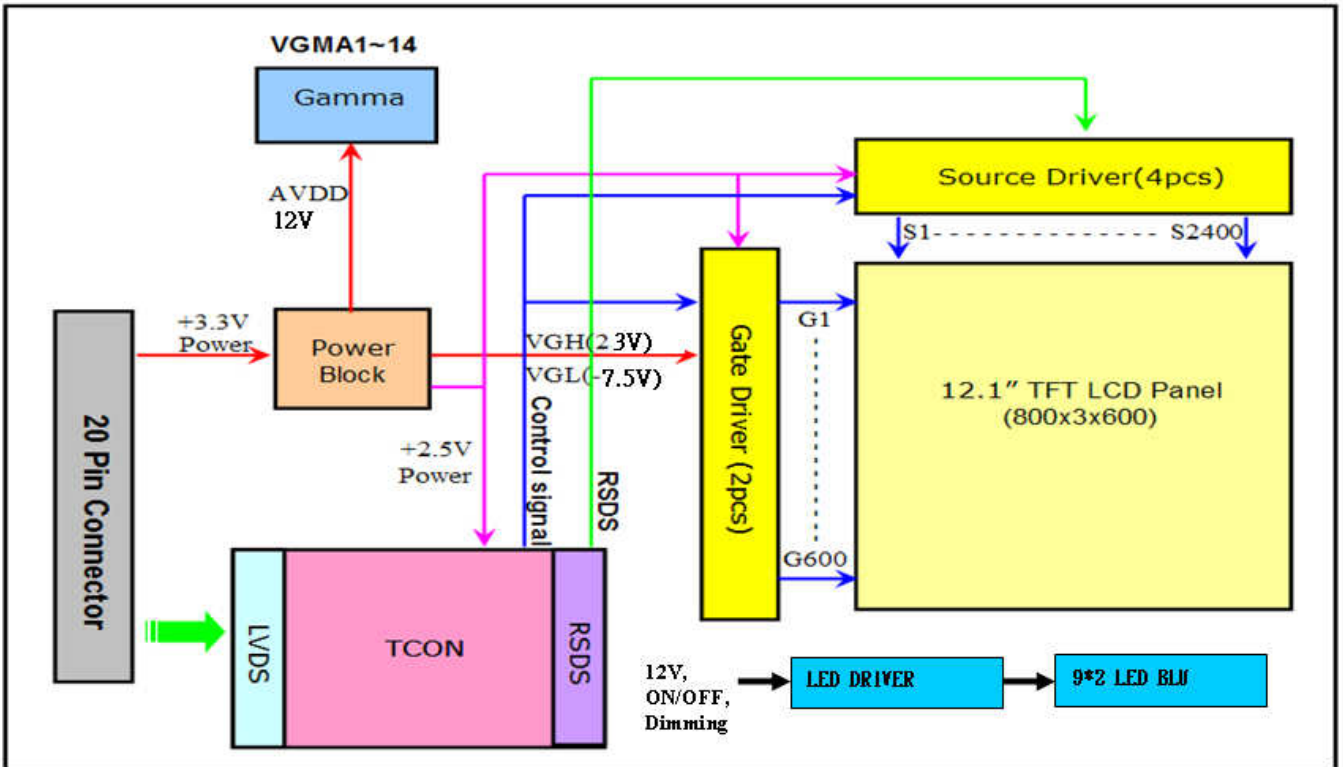 VGMA1~14
Gamma
AVDD
12V
Source Driver(4pcs)
S1
S2400
+3.3V
Power
Power
Block
VGH(23V)
VGL(-7.5V)
Gate Driver (2pcs)
G1
G600
12.1" TFT LCD Panel
(800x3x600)
20 Pin Connector
+2.5V
Power
Control signal
RSDS
LVDS
TCON
RSDS
12V,
ON/OFF,
Dimming
LED DRIVER
9*2 LED BLU